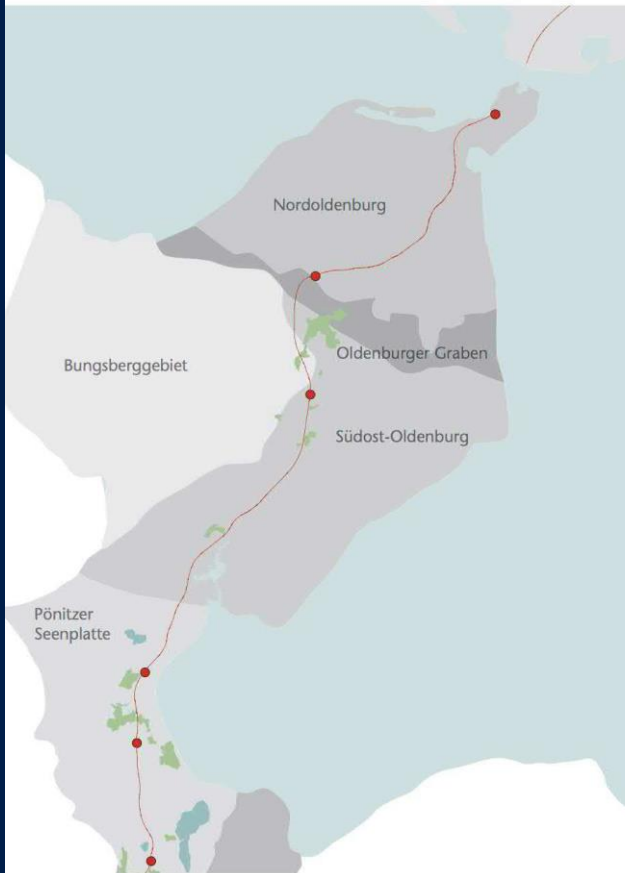 Nordoldenburg
Oldenburger Graben
Bungsberggebiet
Südost-Oldenburg
Pönitzer
Seenplatte